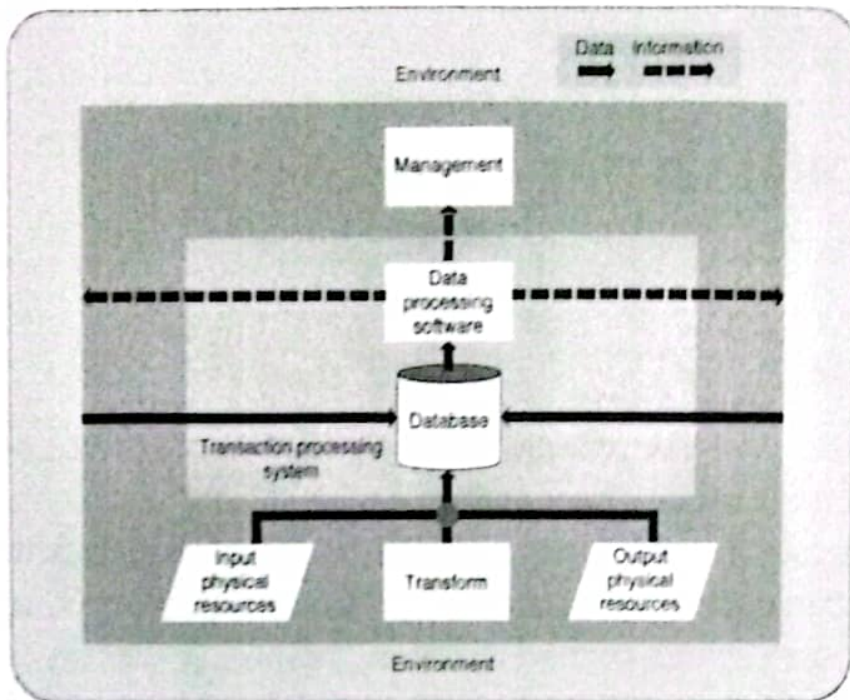 Data Information
Environment
Management
Data
processing
software
Database
Transaction processing
system
Input
physical
resources
Transform
Output
physical
resources
Environment